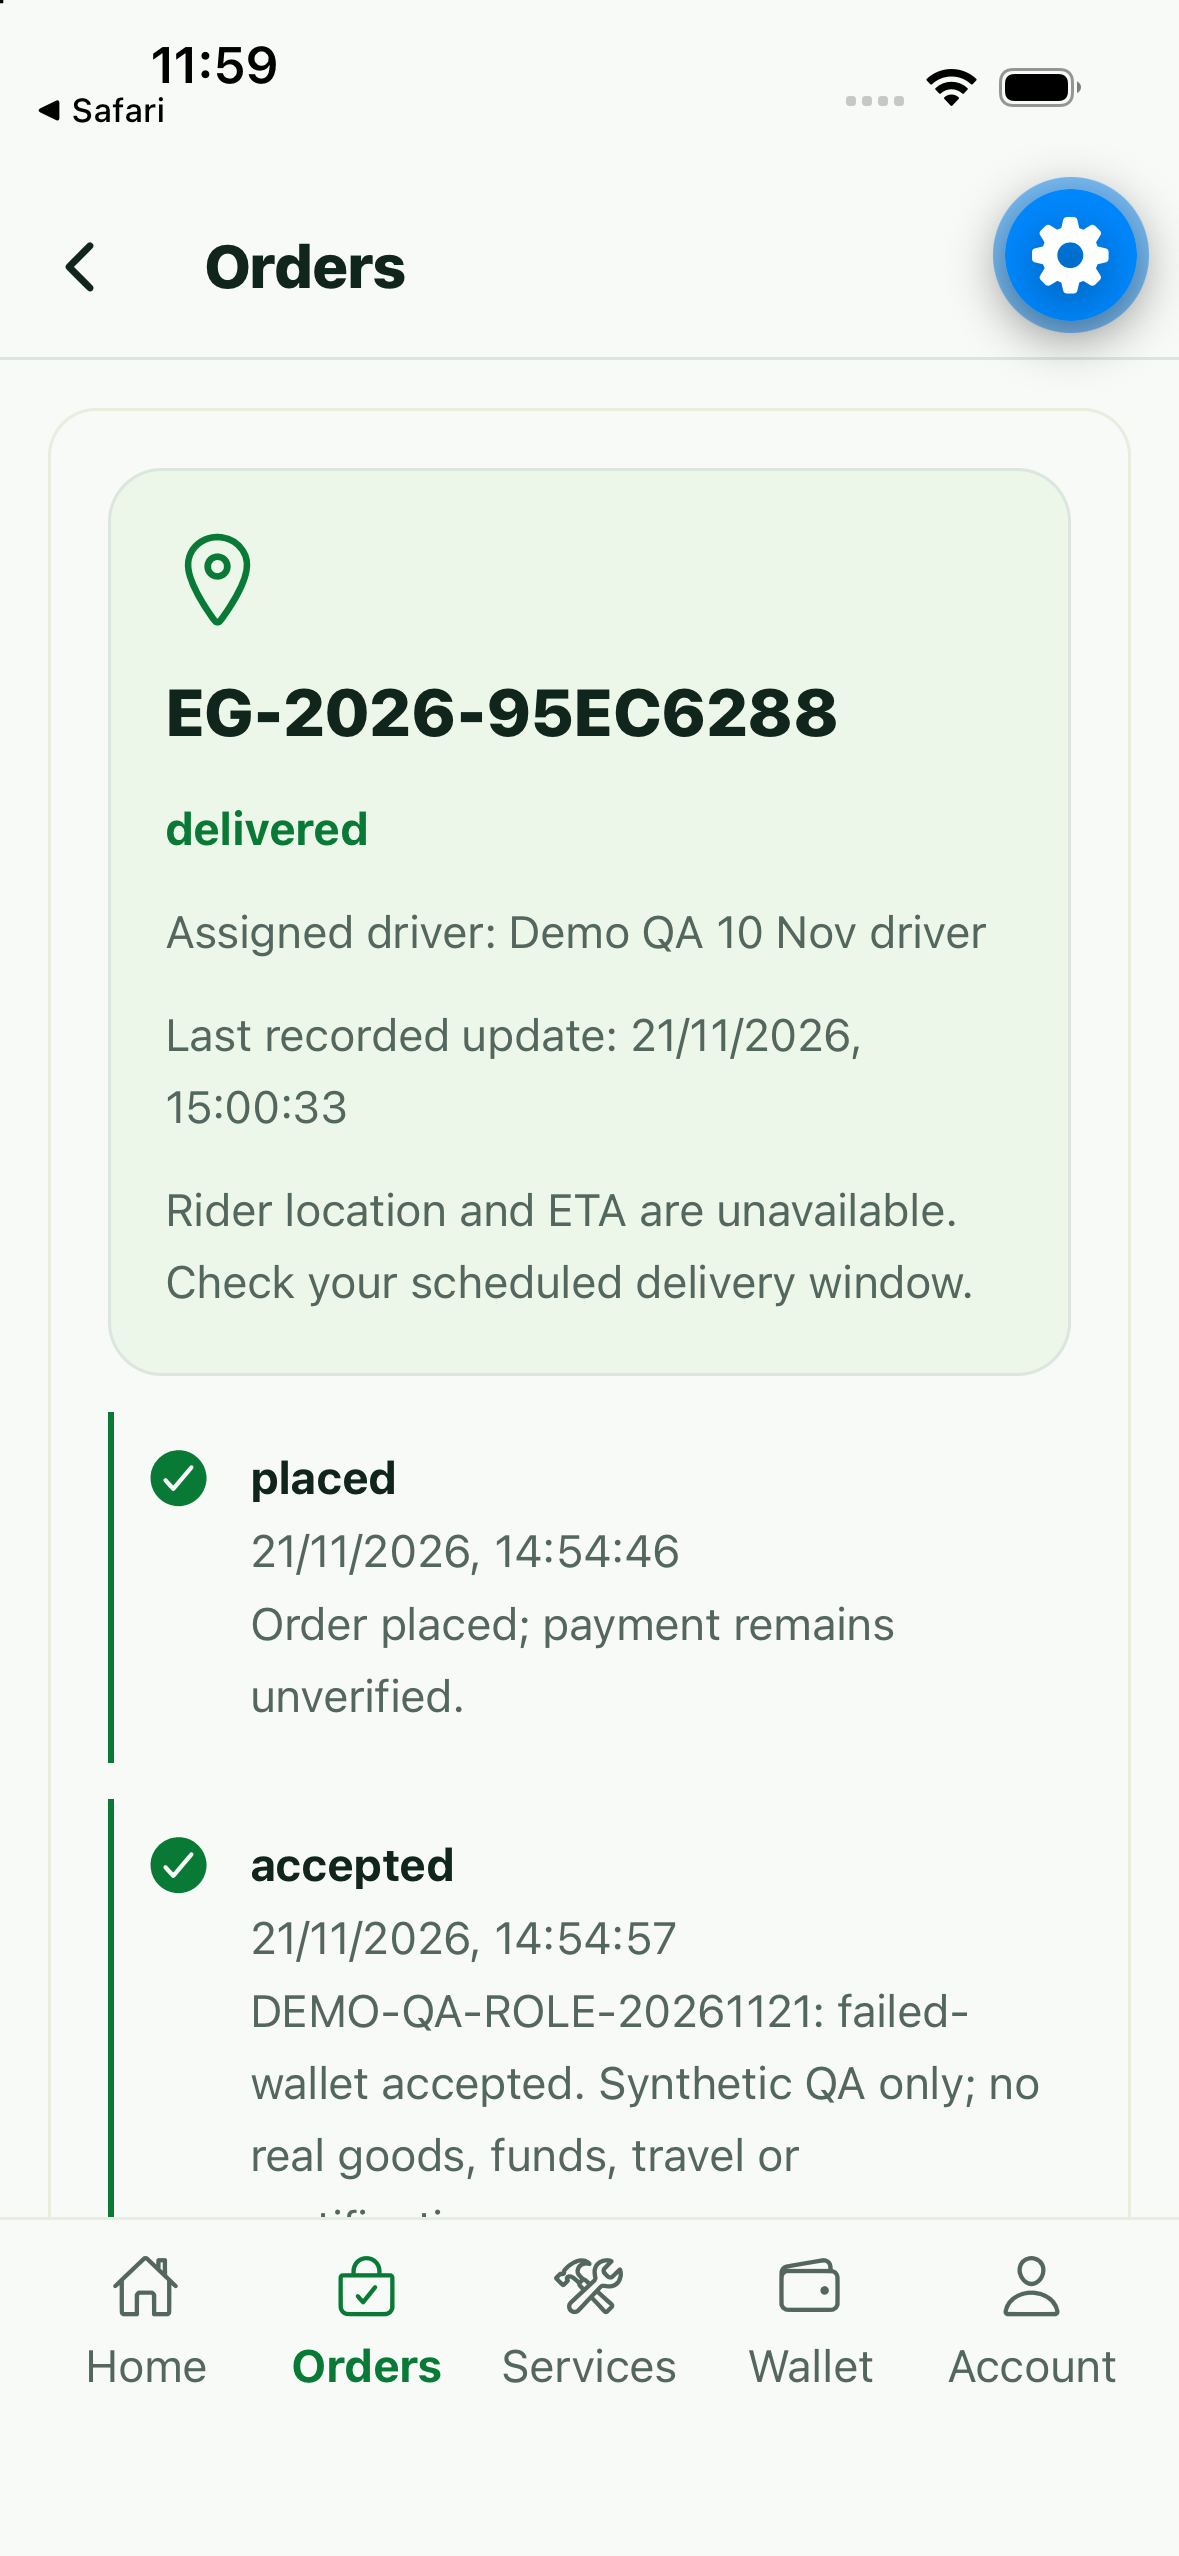 11:59
Safari
Orders
EG-2026-95EC6288
delivered
Assigned driver: Demo QA 10 Nov driver
Last recorded update: 21/11/2026,
15:00:33
Rider location and ETA are unavailable.
Check your scheduled delivery window.
placed
21/11/2026, 14:54:46
Order placed; payment remains
unverified.
accepted
21/11/2026, 14:54:57
DEMO-QA-ROLE-20261121: failed-
wallet accepted. Synthetic QA only; no
real goods, funds, travel or
Home
Orders
Services
Wallet
Account